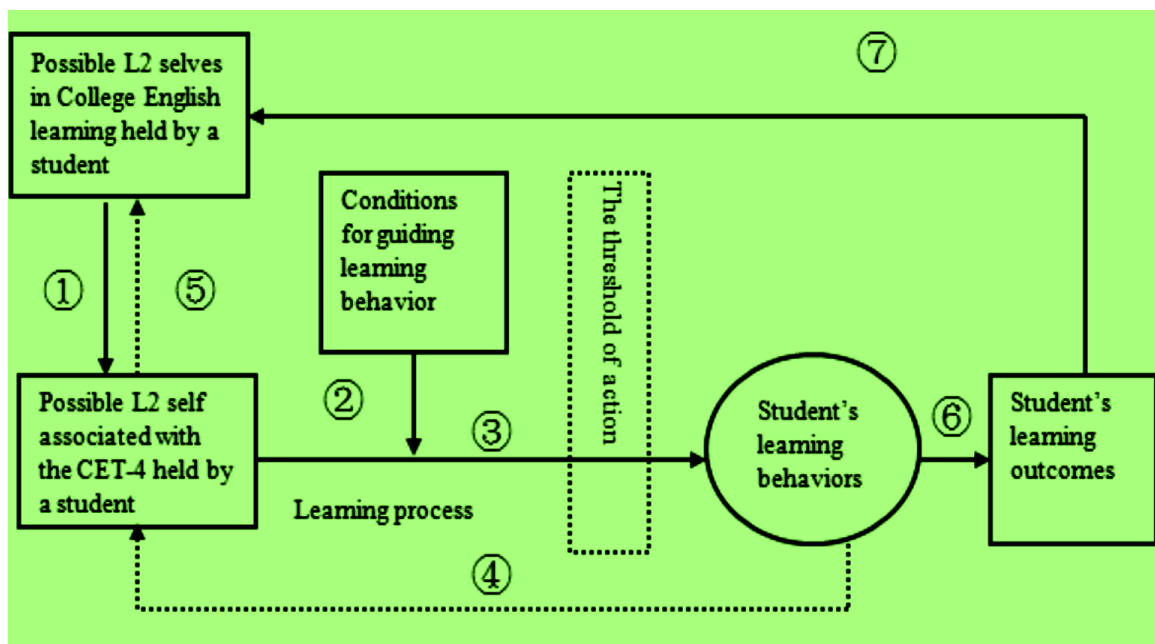 Possible L2 selves
in College English
learning held by a
student
⑦
Conditions
for guiding
learning
behavior
The threshold of action
①
⑤
②
③
Possible L2 self
associated with
the CET-4 held by
a student
Learning process
Student’s
learning
behaviors
⑥
Student’s
learning
outcomes
④